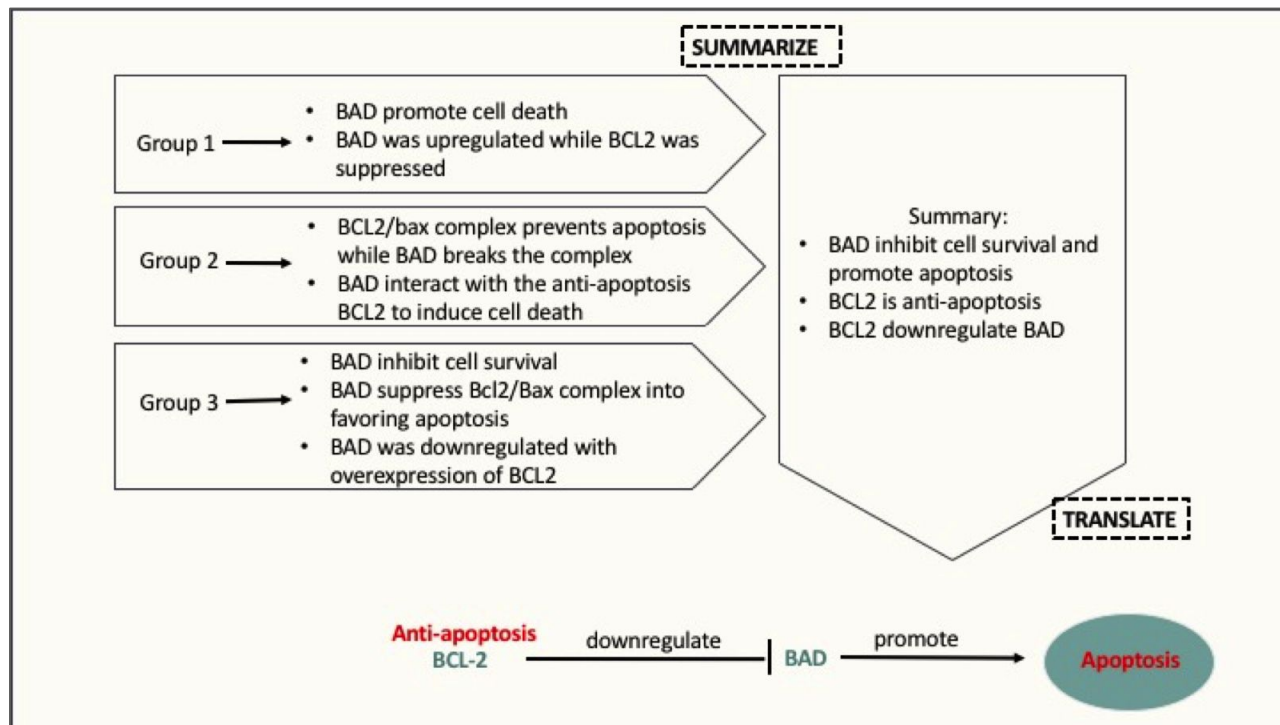 SUMMARIZE
Group 1
• BAD promote cell death
• BAD was upregulated while BCL2 was
suppressed
Group 2
• BCL2/bax complex prevents apoptosis
while BAD breaks the complex
• BAD interact with the anti-apoptosis
BCL2 to induce cell death
Group 3
• BAD inhibit cell survival
• BAD suppress Bcl2/Bax complex into
favoring apoptosis
• BAD was downregulated with
overexpression of BCL2
Summary:
• BAD inhibit cell survival and
promote apoptosis
• BCL2 is anti-apoptosis
• BCL2 downregulate BAD
TRANSLATE
Anti-apoptosis
BCL-2
downregulate
BAD
promote
Apoptosis